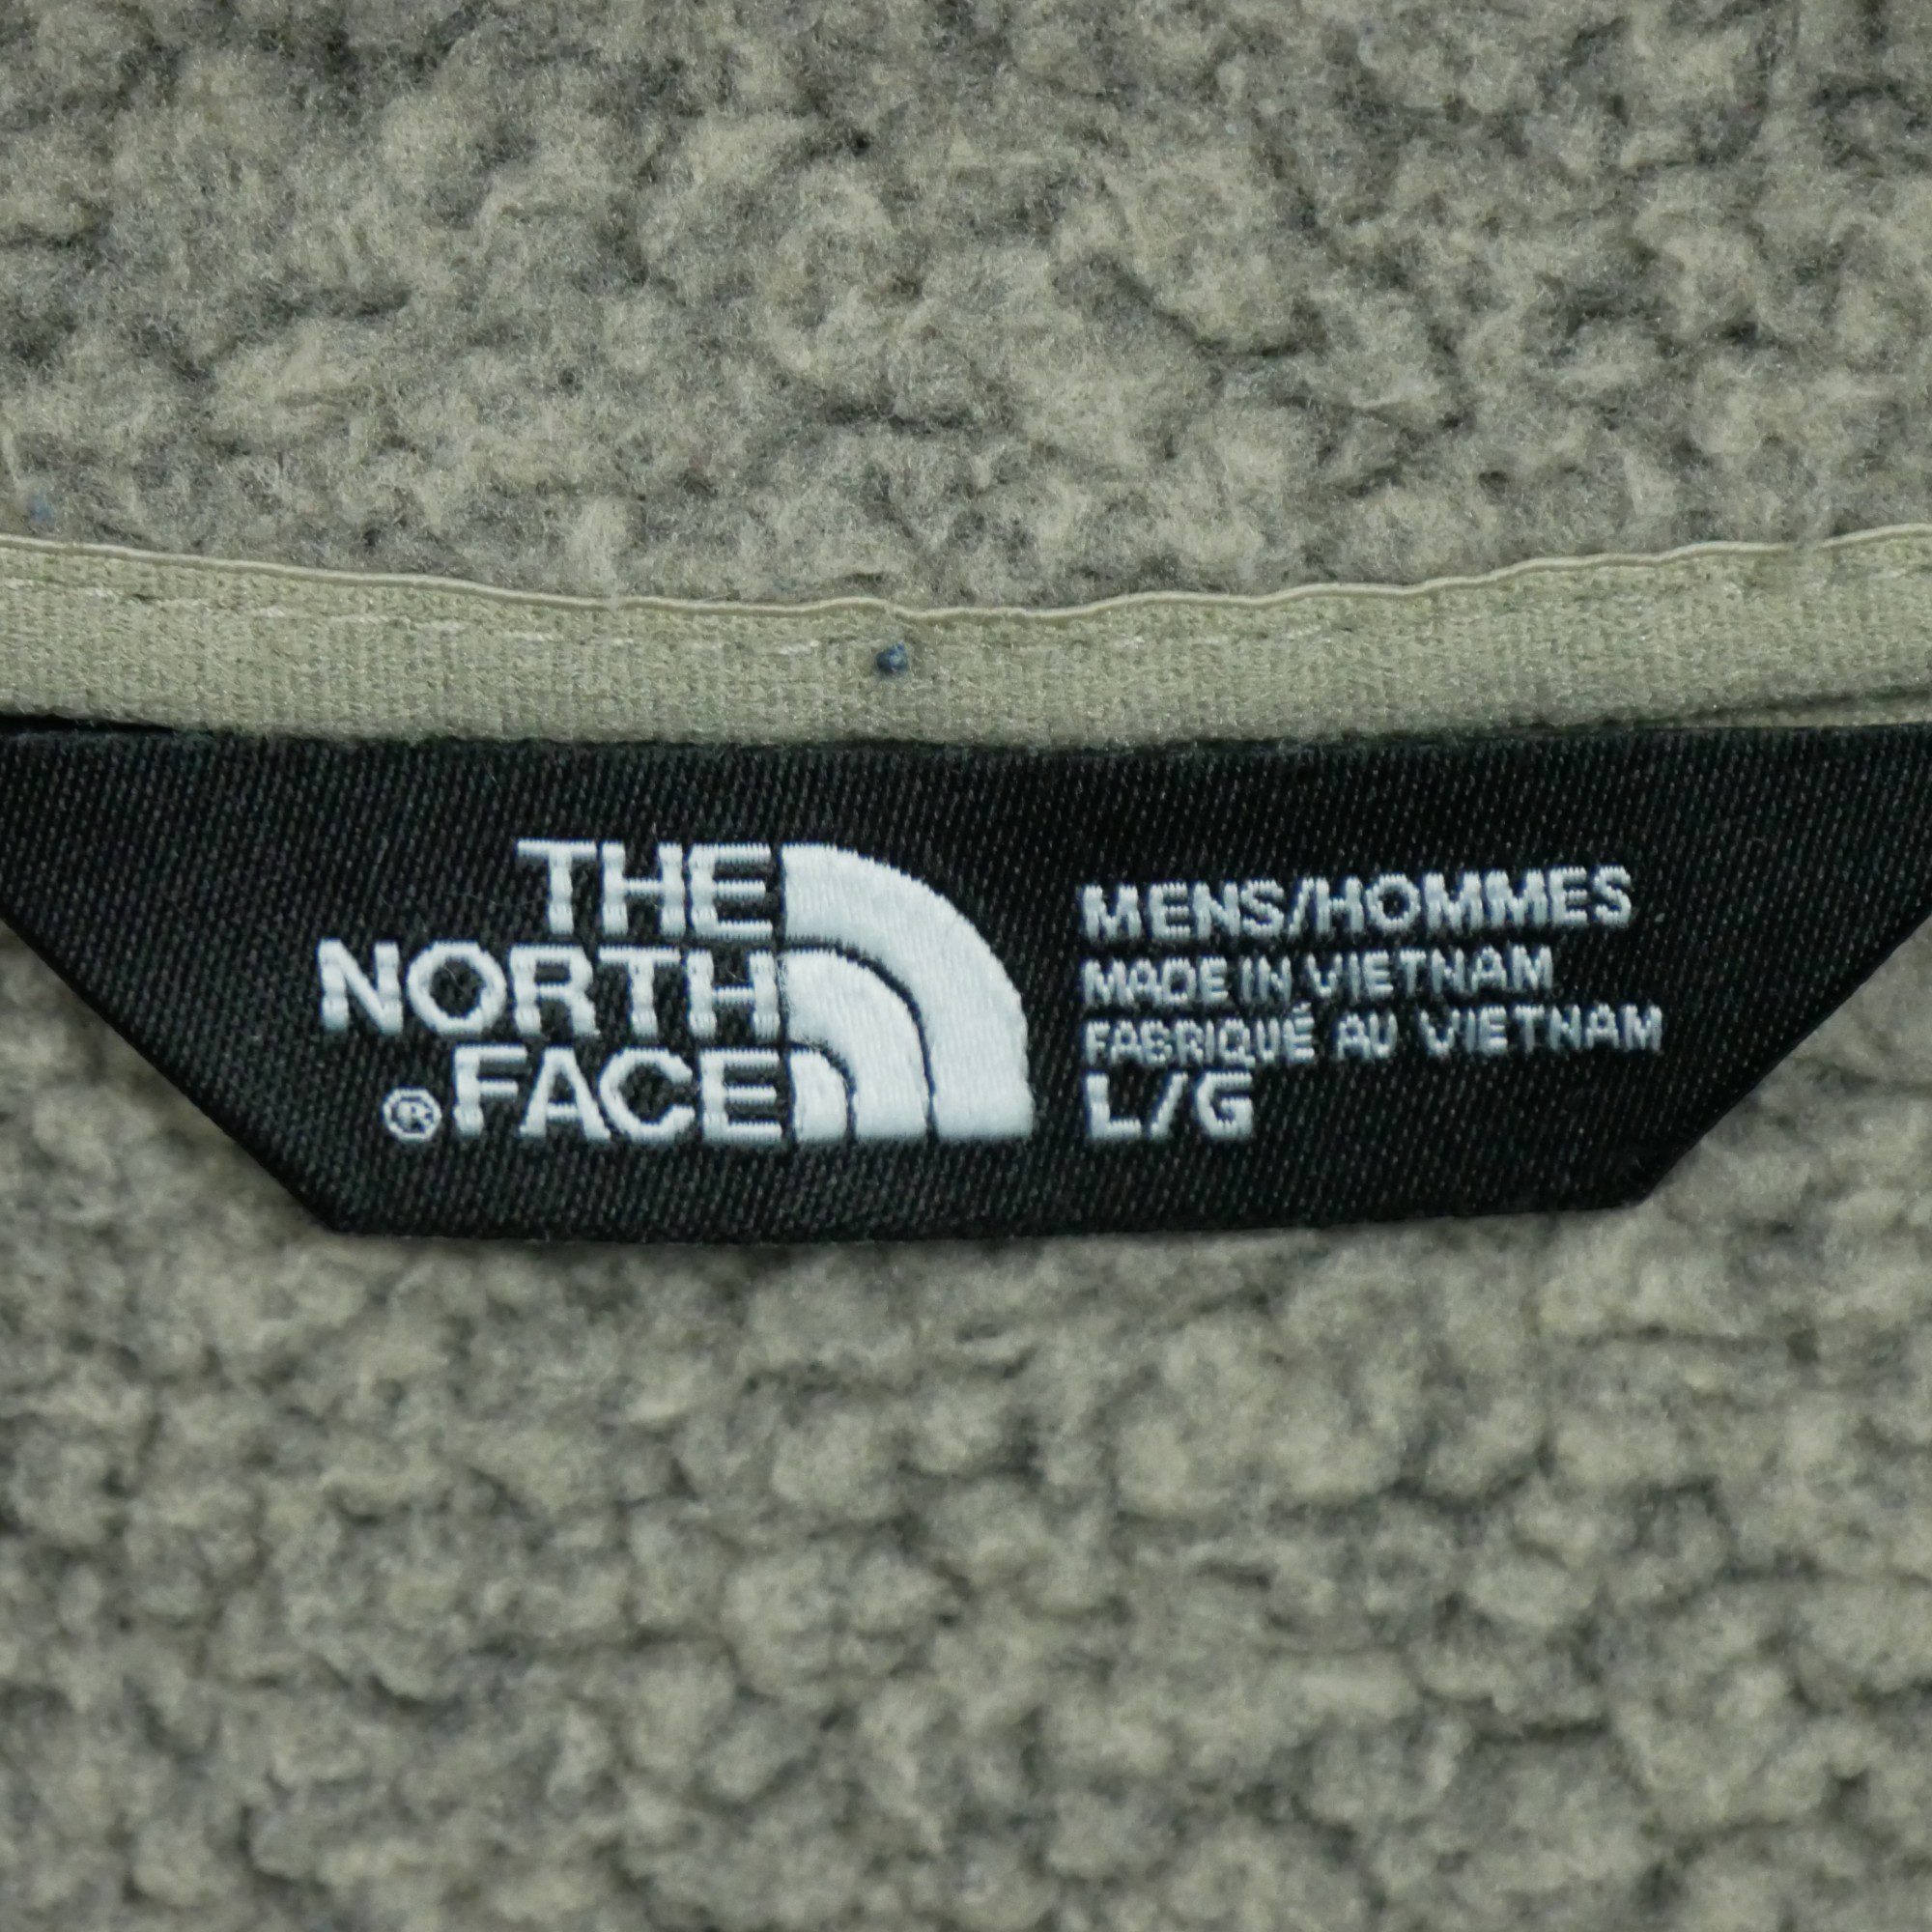 THE
NORTH
®FACE
MENS/HOMMES
MADE IN VIETNAM
FABRIQUÉ AU VIETNAM
L/G